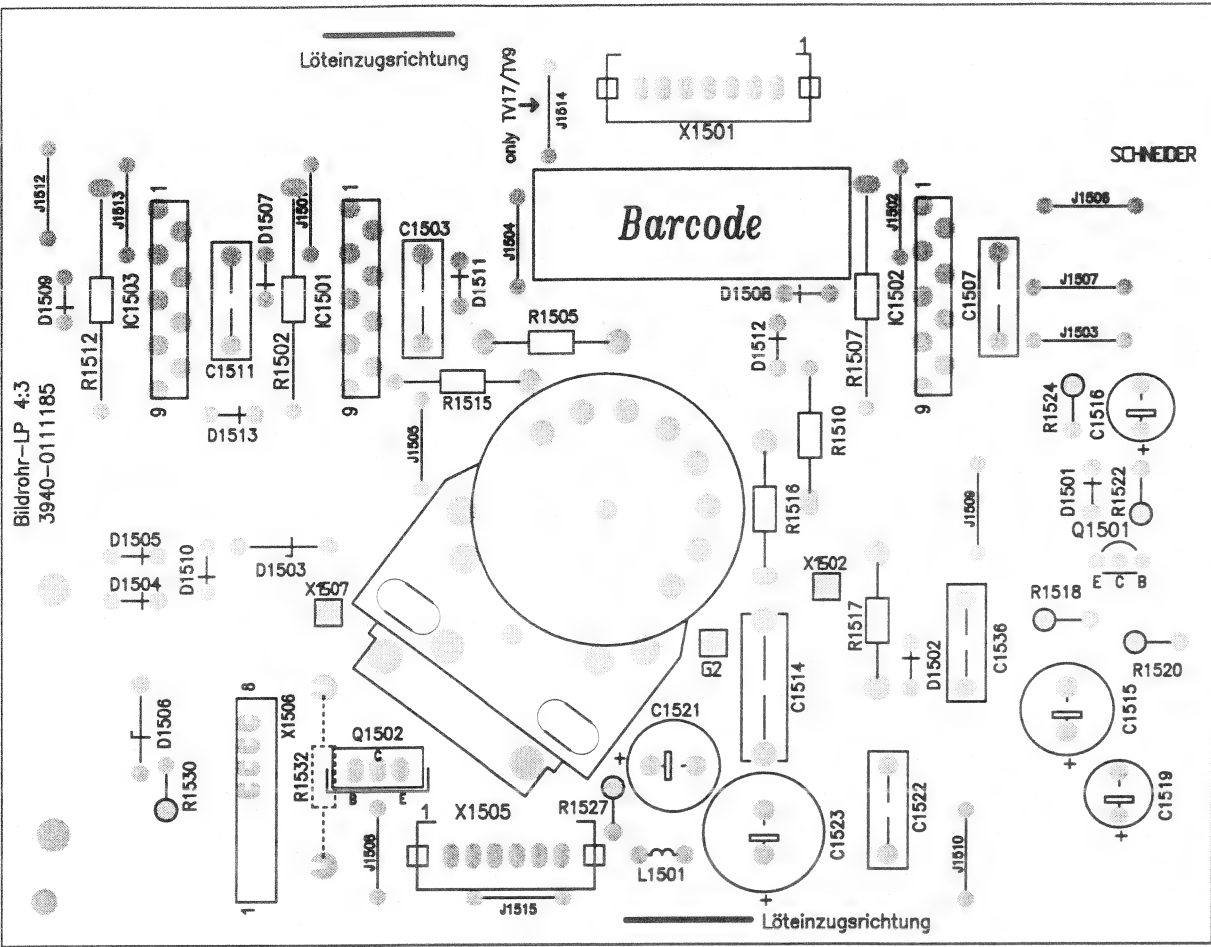 Löteinzugsrichtung
only TV17/TV9
J1514
1
X1501
SCHNEIDER
J1512
J1513
1
D1507
J1501
1
C1503
J1504
Barcode
J1502
1
J1506
D1509
R1512
IC1503
C1511
R1502
IC1501
D1511
R1505
D1508
D1512
R1507
IC1502
C1507
J1507
J1503
9
D1513
9
R1515
J1505
R1510
9
R1524
C1516
+
Bildrohr-LP 4:3
3940-0111185
R1516
J1509
D1501
R1522
Q1501
E C B
D1505
D1504
D1510
D1503
X1507
X1502
R1517
D1502
C1536
R1518
R1520
G2
C1514
C1515
+
D1506
R1530
8
X1506
1
R1532
Q1502
C
B E
J1508
1
X1505
J1515
+
R1527
C1521
L1501
C1523
+
C1522
J1510
C1519
+
Löteinzugsrichtung